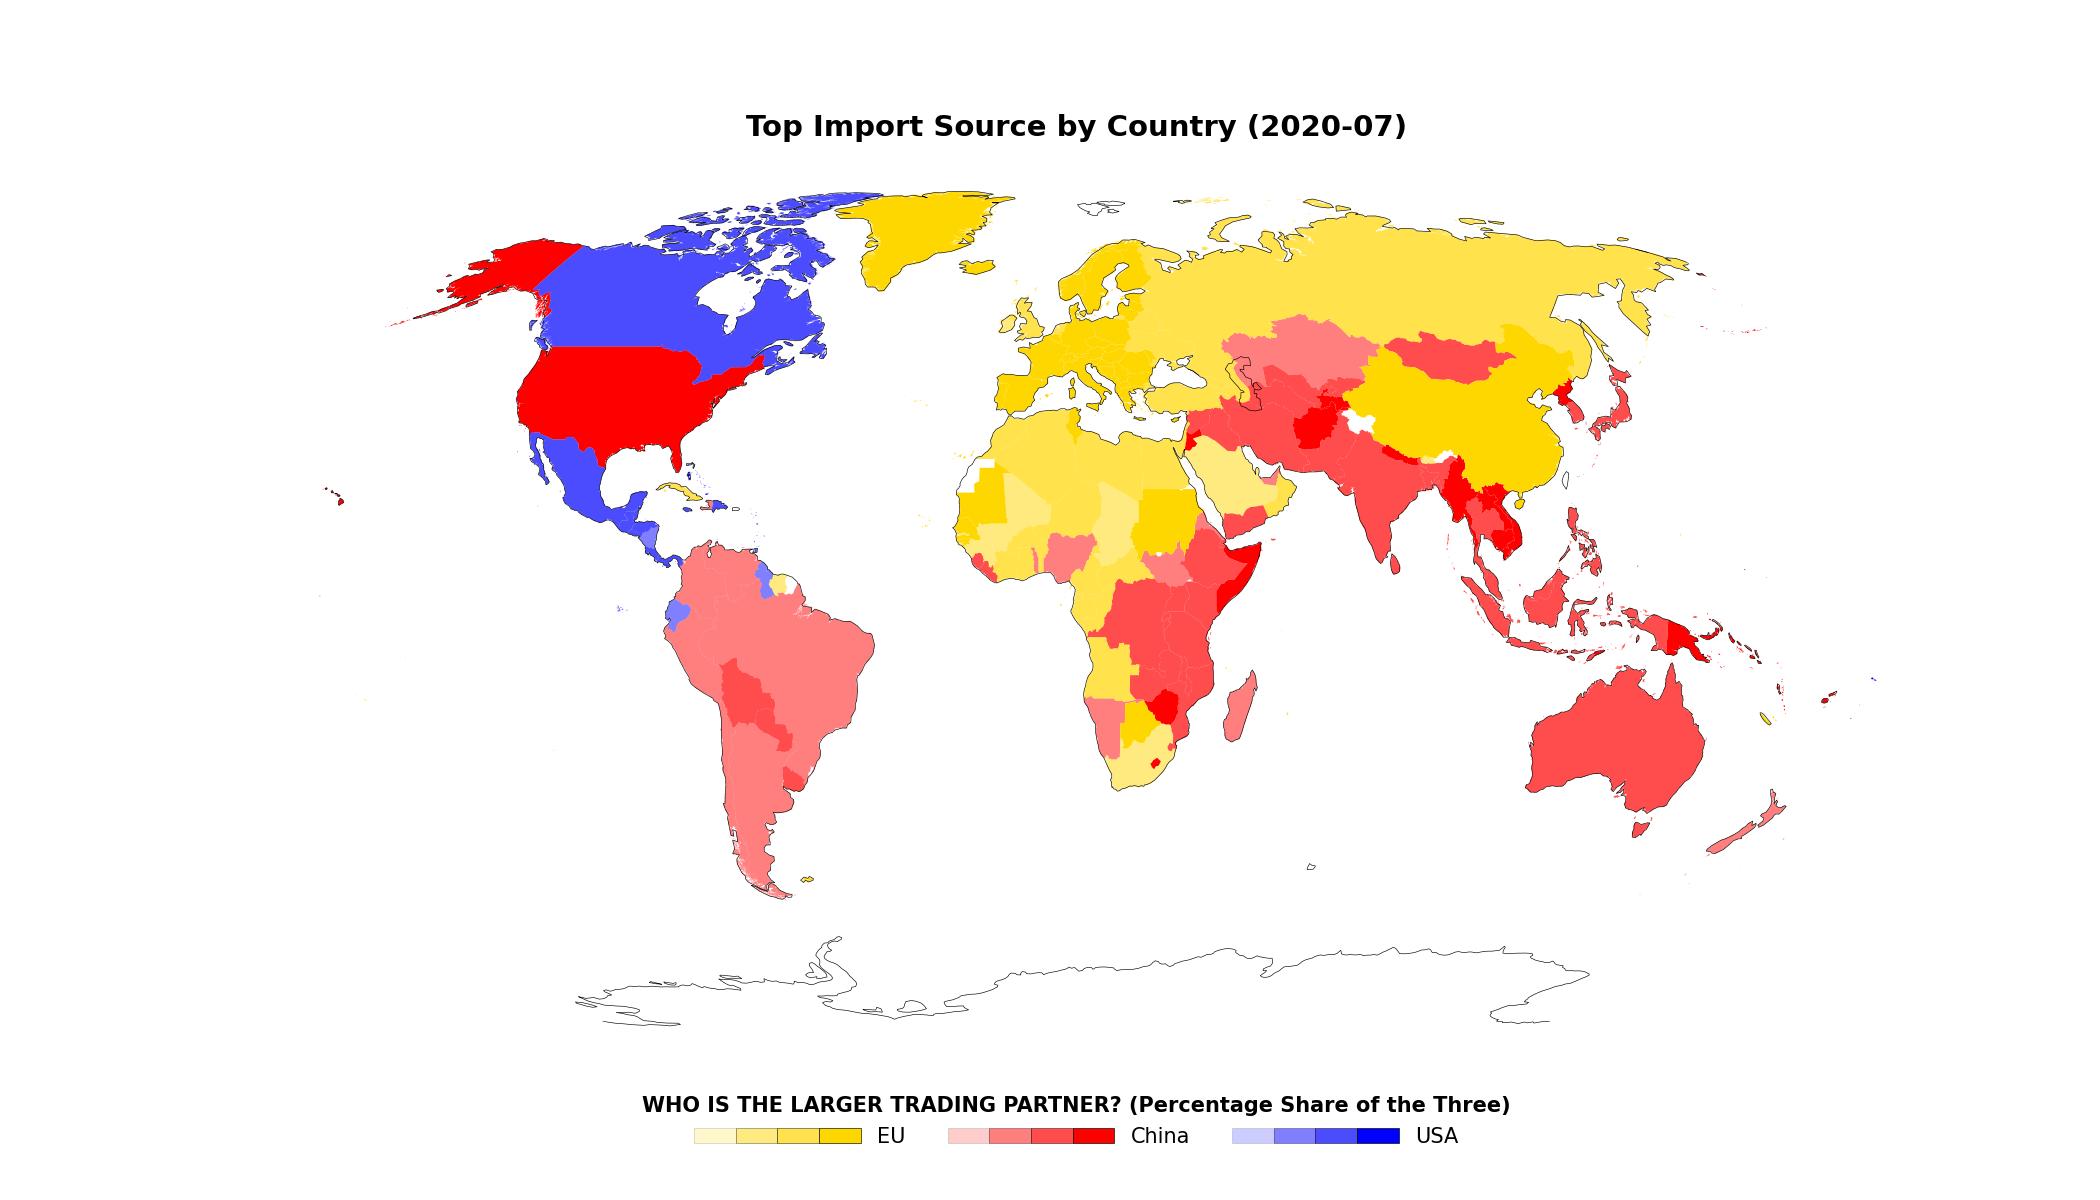 Top Import Source by Country (2020-07)
WHO IS THE LARGER TRADING PARTNER? (Percentage Share of the Three)
EU China USA